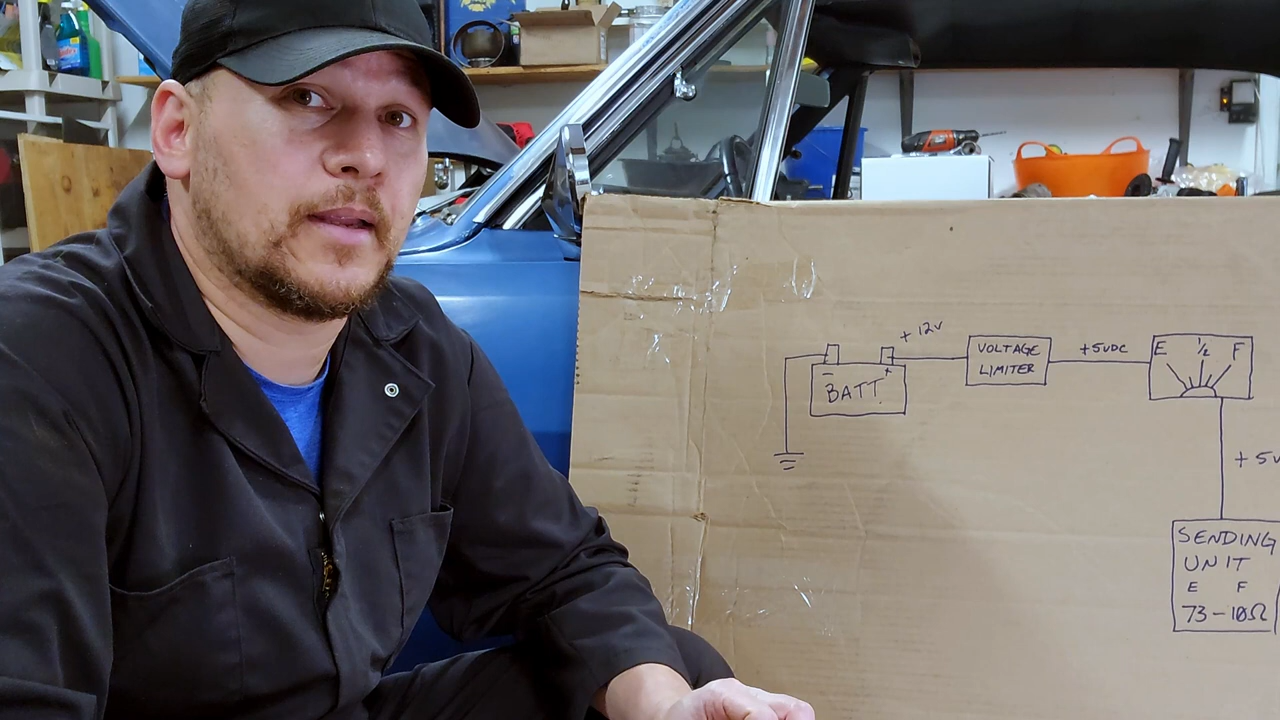 +12V
- +
BATT.
VOLTAGE
LIMITER
+5VDC
E 1/2 F
+5V
SENDING
UNIT
E F
73-10Ω